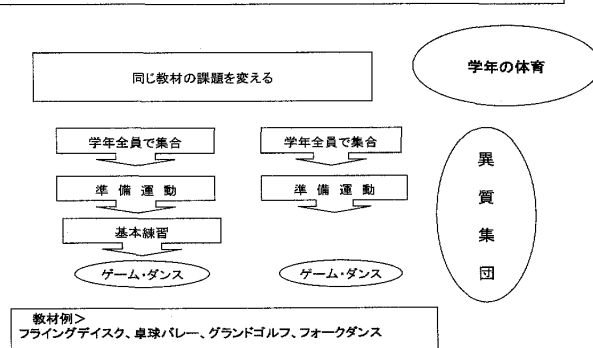 学年の体育
同じ教材の課題を変える
学年全員で集合
学年全員で集合
準備運動
準備運動
基本練習
ゲーム・ダンス
ゲーム・ダンス
異質集団
教材例>
フライングデイスク、卓球バレー、グランドゴルフ、フォークダンス